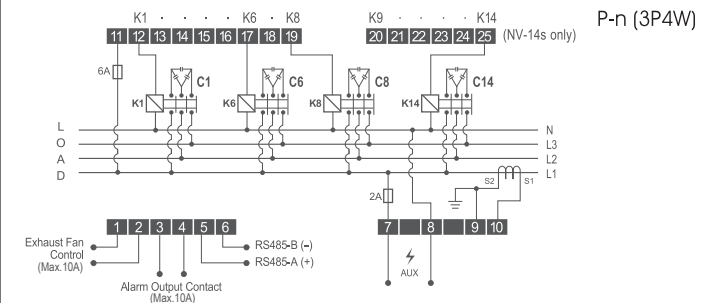 P-n (3P4W)
K1 · · · K6 · K8 K9 · · · · K14
11 12 13 14 15 16 17 18 19 20 21 22 23 24 25 (NV-14s only)
6A
C1 C6 C8 C14
K1 K6 K8 K14
L N
O L3
A L2
D L1
S2 S1
2A
1 2 3 4 5 6 7 8 9 10
Exhaust Fan
Control
(Max.10A)
RS485-B (–)
RS485-A (+)
AUX
Alarm Output Contact
(Max.10A)